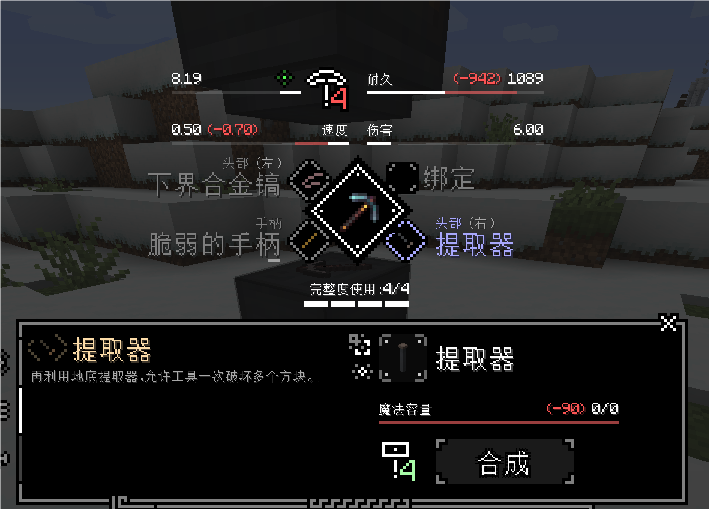 8.19
4
耐久 (-942) 1089
0.50 (-0.70) 速度
伤害 6.00
头部（左）
下界合金镐
绑定
手柄
脆弱的手柄
头部（右）
提取器
完整度使用:4/4
提取器
再利用地底提取器,允许工具一次破坏多个方块。
提取器
魔法容量 (-90) 0/0
4
合成